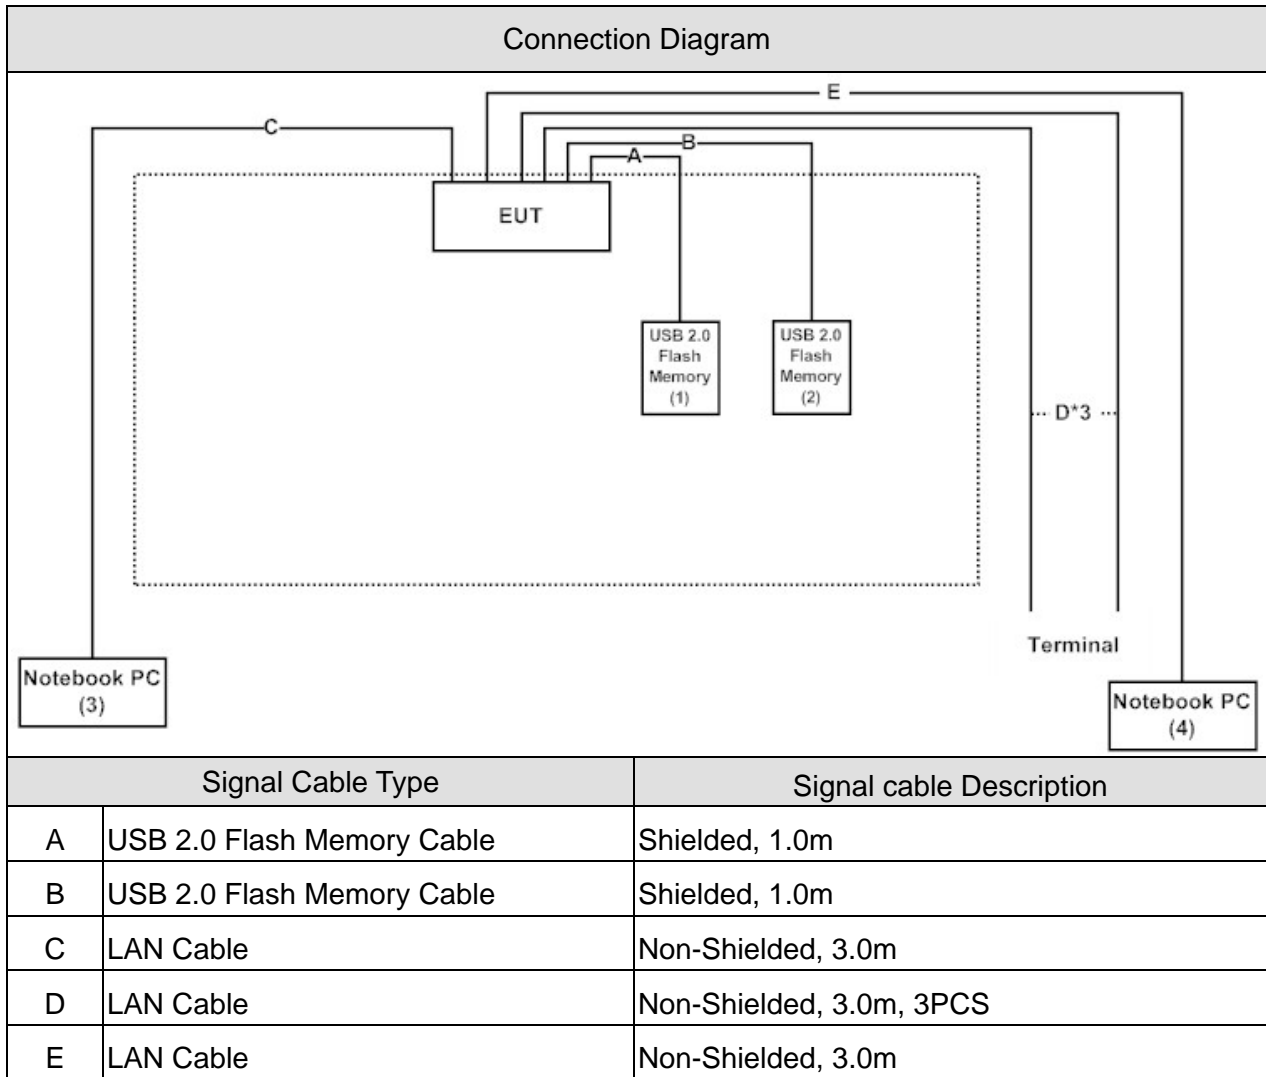 Connection Diagram
E
C
B
A
EUT
USB 2.0
Flash
Memory
(1)
USB 2.0
Flash
Memory
(2)
... D*3 ...
Terminal
Notebook PC
(3)
Notebook PC
(4)
Signal Cable Type Signal cable Description
A USB 2.0 Flash Memory Cable Shielded, 1.0m
B USB 2.0 Flash Memory Cable Shielded, 1.0m
C LAN Cable Non-Shielded, 3.0m
D LAN Cable Non-Shielded, 3.0m, 3PCS
E LAN Cable Non-Shielded, 3.0m